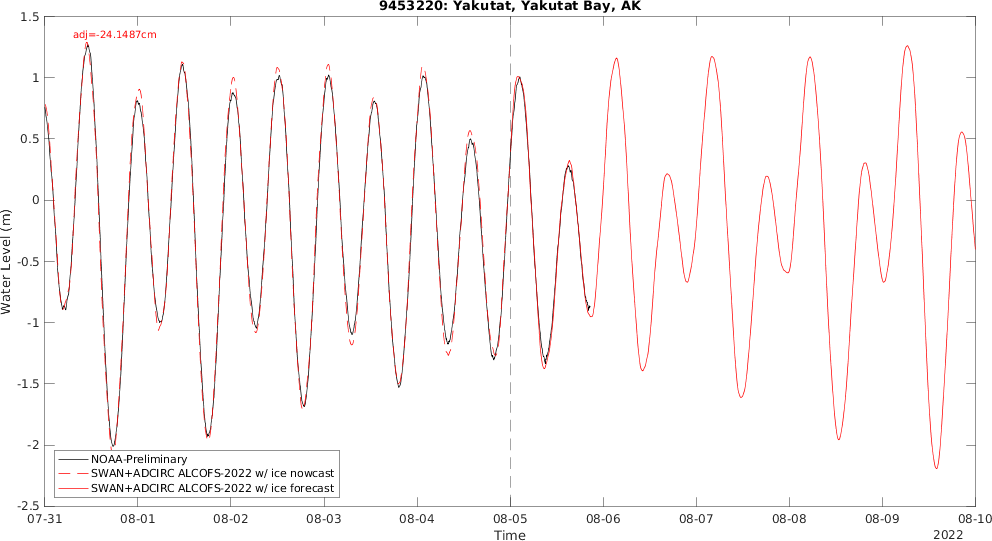 9453220: Yakutat, Yakutat Bay, AK
adj=-24.1487cm
1.5
1
0.5
0
-0.5
-1
-1.5
-2
-2.5
Water Level (m)
NOAA-Preliminary
SWAN+ADCIRC ALCOFS-2022 w/ ice nowcast
SWAN+ADCIRC ALCOFS-2022 w/ ice forecast
07-31 08-01 08-02 08-03 08-04 08-05 08-06 08-07 08-08 08-09 08-10
Time
2022